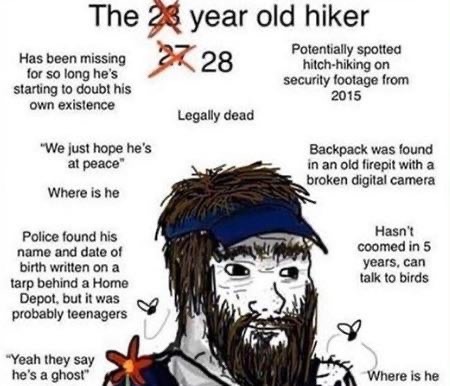 The 23 year old hiker
27 28
Has been missing
for so long he's
starting to doubt his
own existence
Potentially spotted
hitch-hiking on
security footage from
2015
Legally dead
"We just hope he's
at peace"
Where is he
Backpack was found
in an old firepit with a
broken digital camera
Police found his
name and date of
birth written on a
tarp behind a Home
Depot, but it was
probably teenagers
Hasn't
coomed in 5
years, can
talk to birds
"Yeah they say
he's a ghost"
Where is he